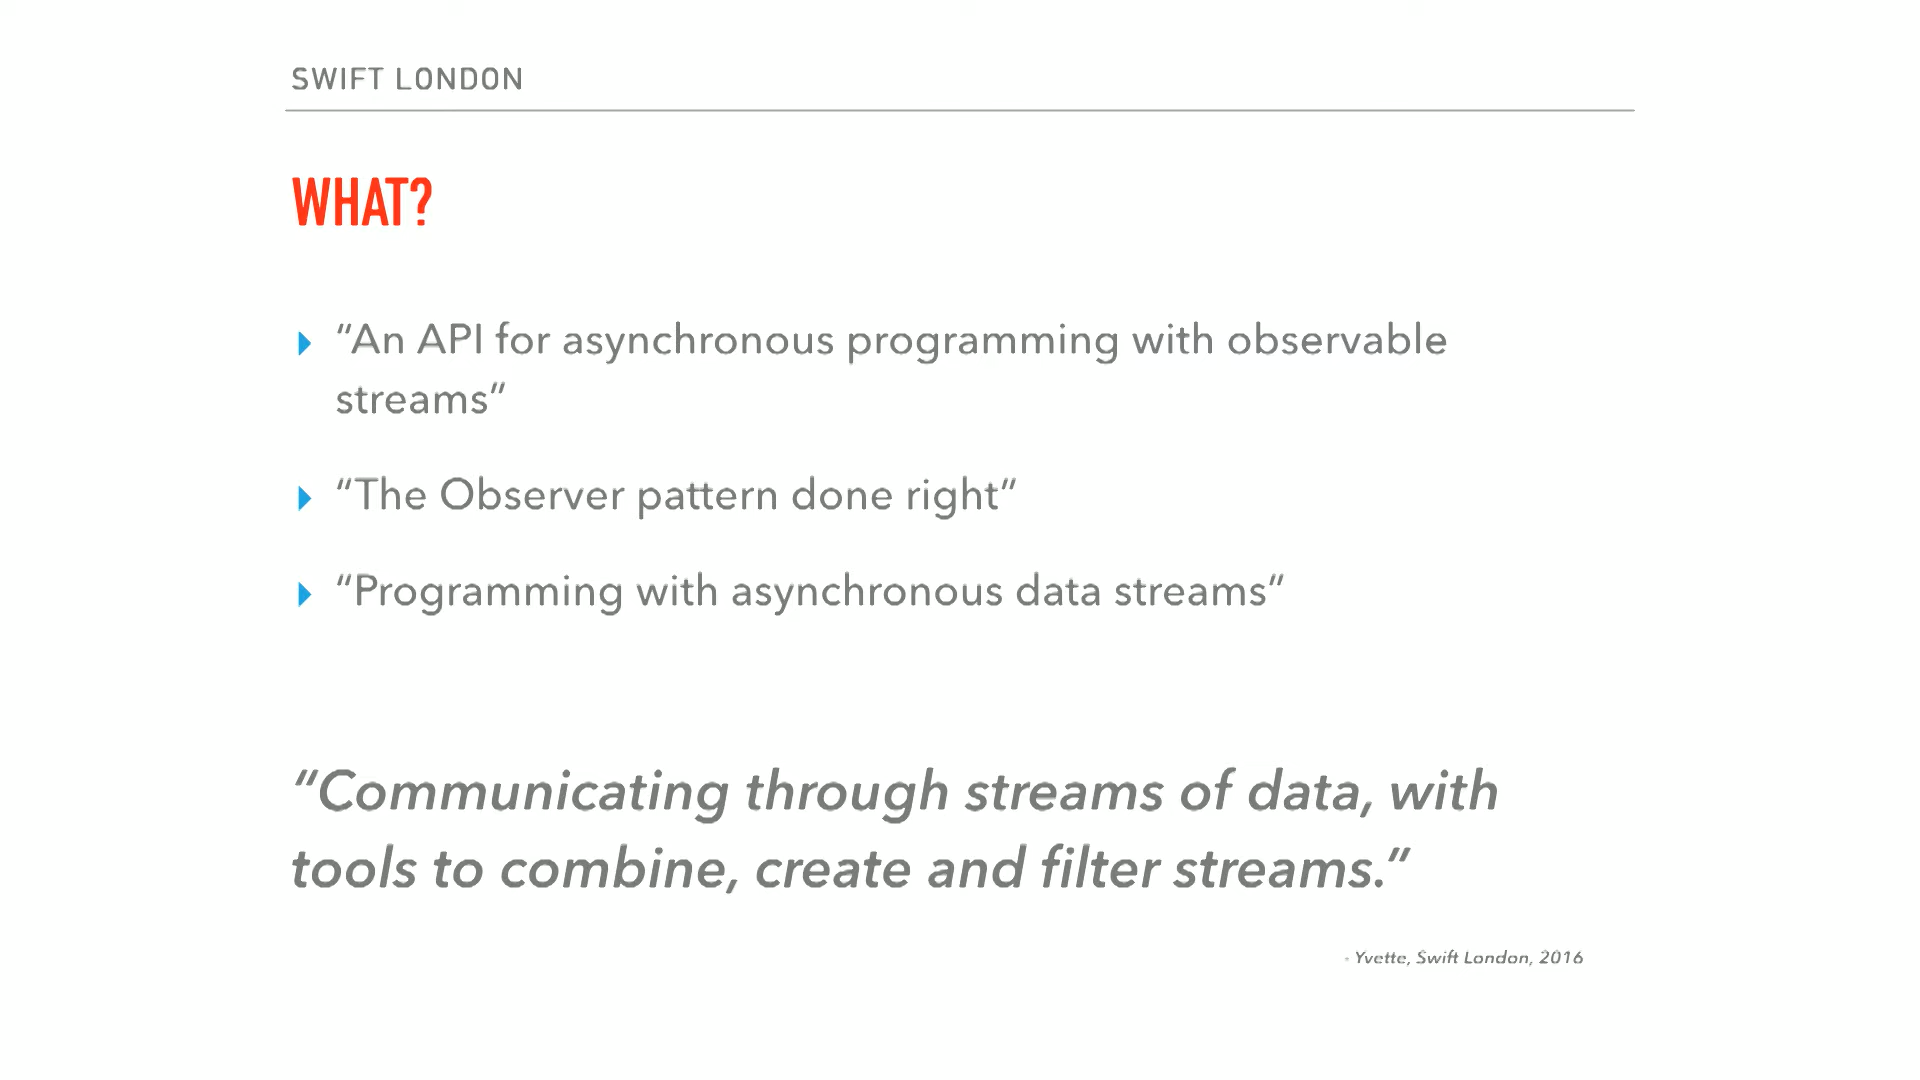 SWIFT LONDON
WHAT?
“An API for asynchronous programming with observable
streams”
“The Observer pattern done right”
“Programming with asynchronous data streams”
“Communicating through streams of data, with
tools to combine, create and filter streams.”
- Yvette, Swift London, 2016